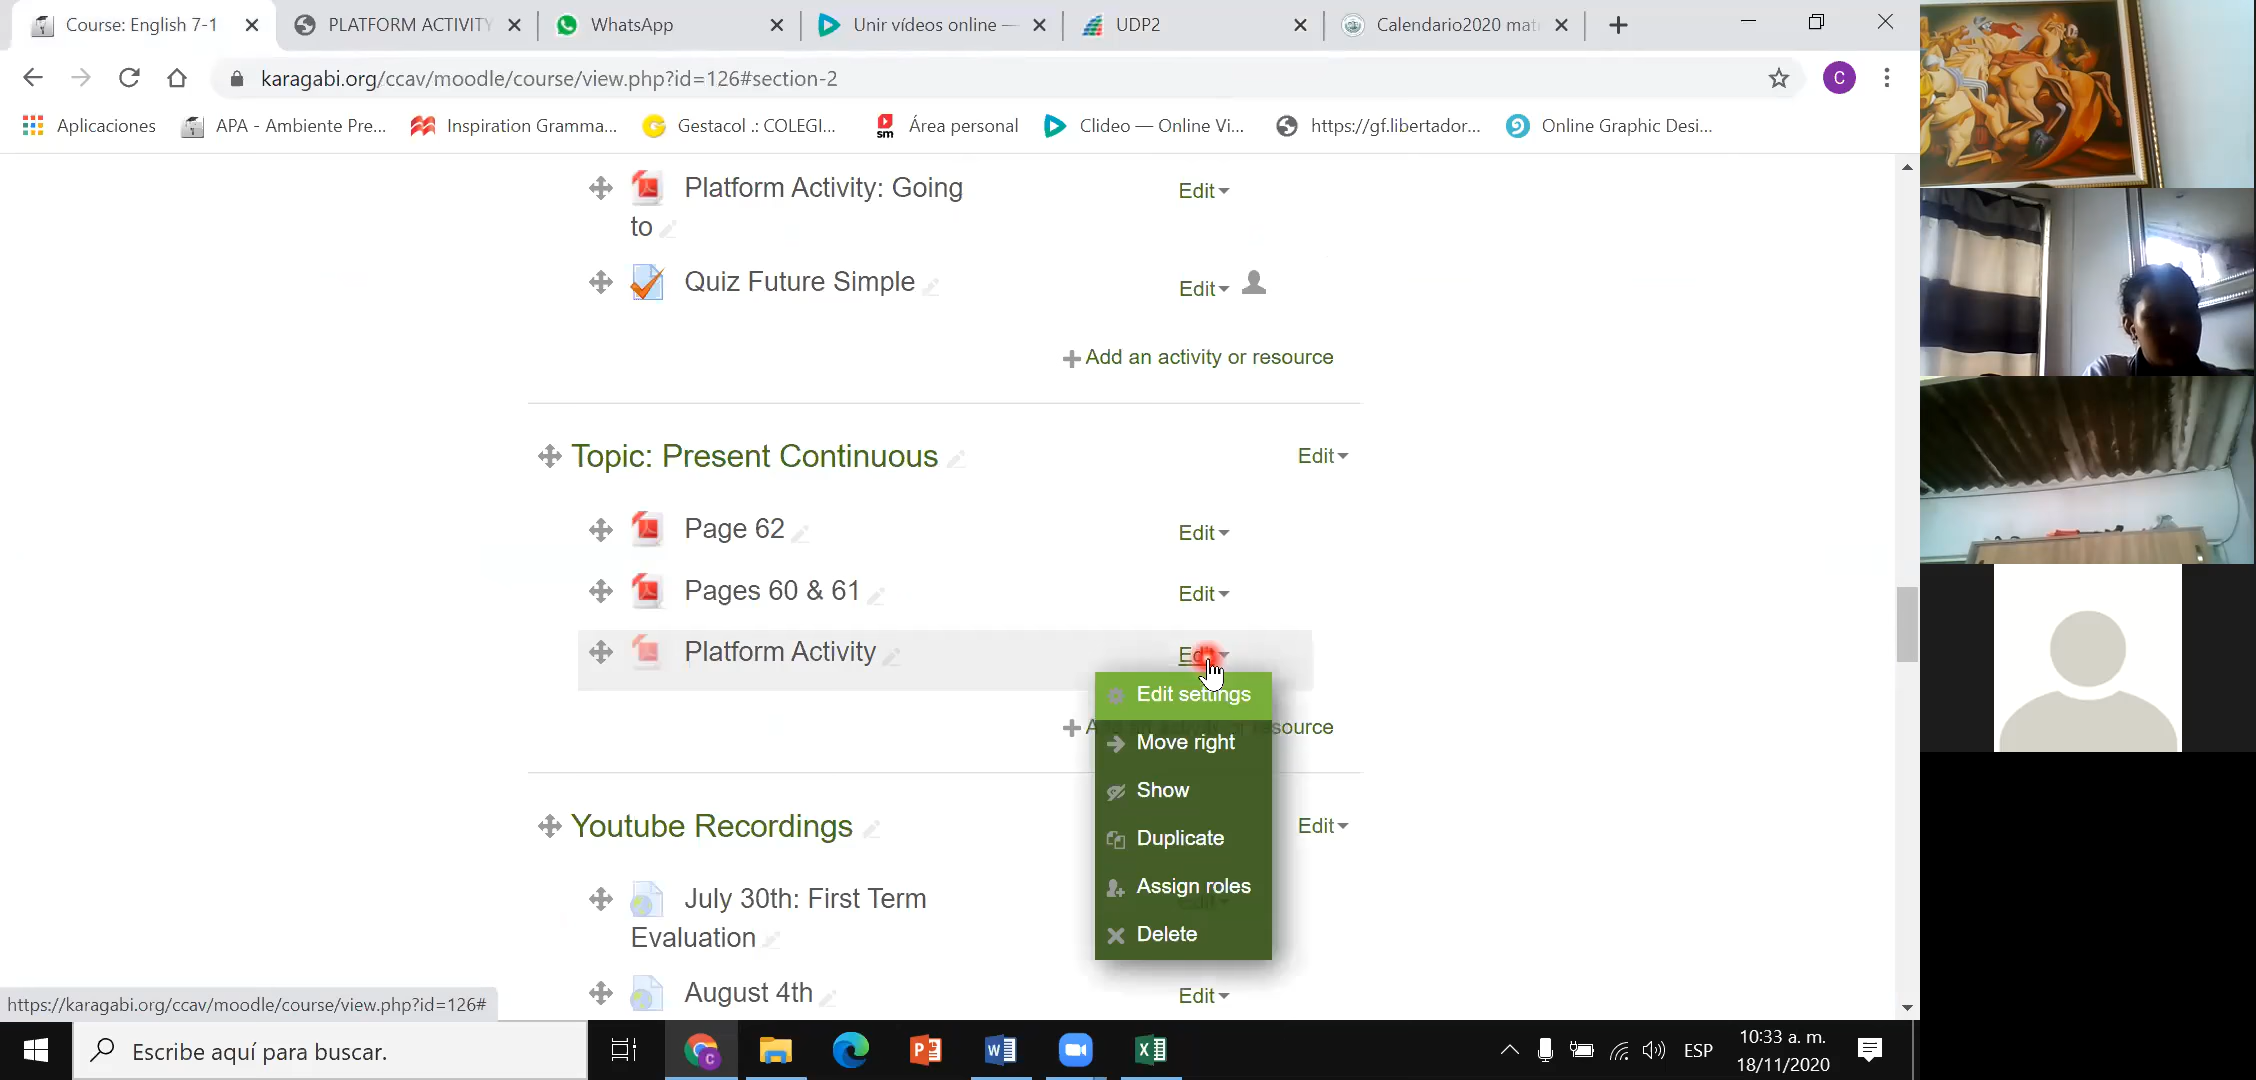 Course: English 7-1
PLATFORM ACTIVITY
WhatsApp
Unir vídeos online —
UDP2
Calendario2020 mat
karagabi.org/ccav/moodle/course/view.php?id=126#section-2
C
Aplicaciones
APA - Ambiente Pre...
Inspiration Gramma...
Gestacol .: COLEGI...
sm
Área personal
Clideo — Online Vi...
https://gf.libertador...
Online Graphic Desi...
Platform Activity: Going
to
Edit
Quiz Future Simple
Edit
Add an activity or resource
Topic: Present Continuous
Edit
Page 62
Edit
Pages 60 & 61
Edit
Platform Activity
Edit
Edit settings
Move right
Show
Duplicate
Assign roles
Delete
resource
Youtube Recordings
Edit
July 30th: First Term
Evaluation
August 4th
Edit
https://karagabi.org/ccav/moodle/course/view.php?id=126#
Escribe aquí para buscar.
ESP
10:33 a. m.
18/11/2020